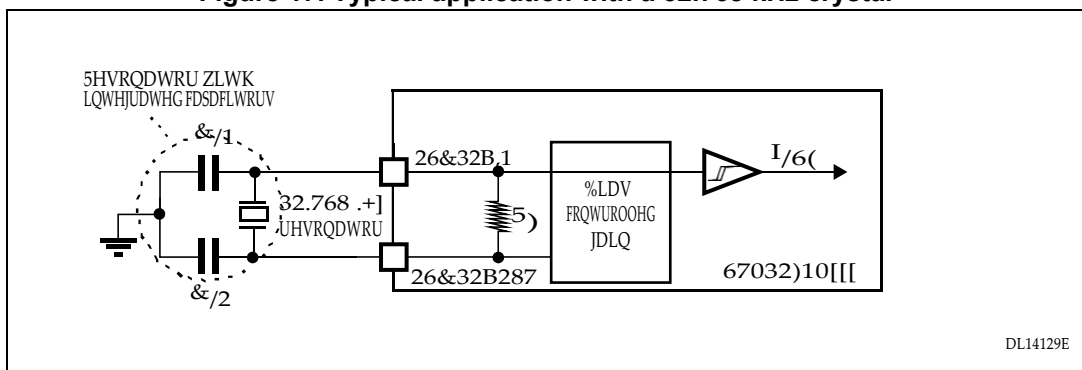 5HVRQDWRU ZLWK
LQWHJUDWHG FDSDFLWRUV
&/1
26&32B,1
I/6(
%LDV
FRQWUROOHG
JDLQ
32.768 .+]
UHVRQDWRU
5)
26&32B287
67032)10[[[
&/2
DL14129E